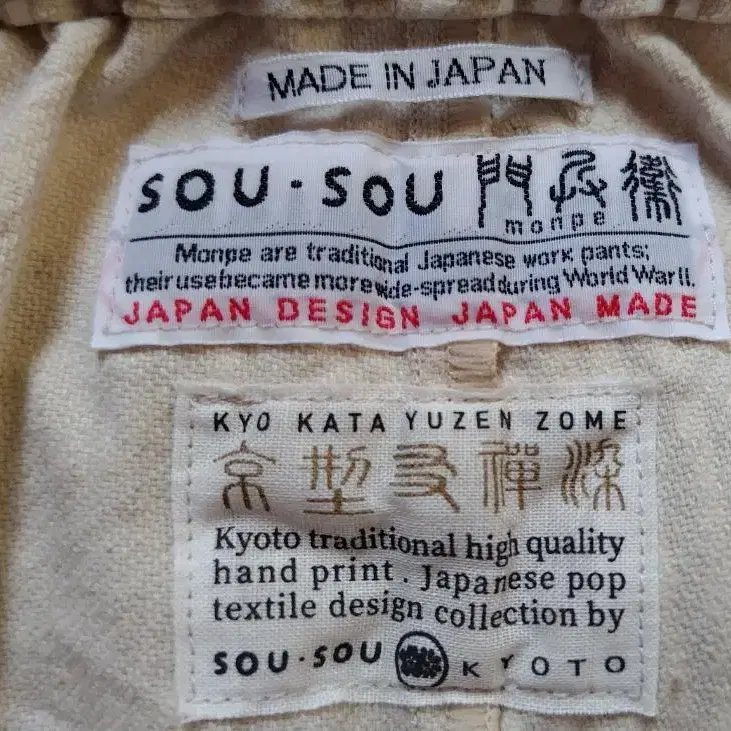 MADE IN JAPAN
SOU・SOU 門兵衛
monpe
Monpe are traditional Japanese work pants;
their use became more wide-spread during World War II.
JAPAN DESIGN JAPAN MADE
KYO KATA YUZEN ZOME
京型友禅染
Kyoto traditional high quality
hand print. Japanese pop
textile design collection by
SOU・SOU KYOTO